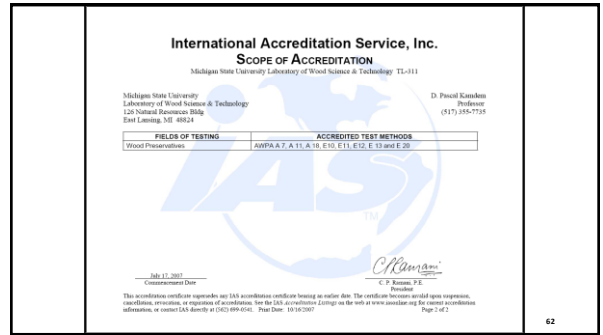 International Accreditation Service, Inc.
SCOPE OF ACCREDITATION
Michigan State University Laboratory of Wood Science & Technology TL-311
Michigan State University
Laboratory of Wood Science & Technology
126 Natural Resources Bldg
East Lansing, MI 48824
D. Pascal Kamdem
Professor
(517) 355-7735
FIELDS OF TESTING ACCREDITED TEST METHODS
Wood Preservatives AWPA A 7, A 11, A 18, E10, E11, E12, E 13 and E 20
IAS
TM
July 17, 2007
Commencement Date
C. P. Ramani, P.E.
President
This accreditation certificate supersedes any IAS accreditation certificate bearing an earlier date. The certificate becomes invalid upon suspension,
cancellation, revocation, or expiration of accreditation. See the IAS Accreditation Listings on the web at www.iasonline.org for current accreditation
information, or contact IAS directly at (562) 699-0541. Print Date: 10/16/2007 Page 2 of 2
62